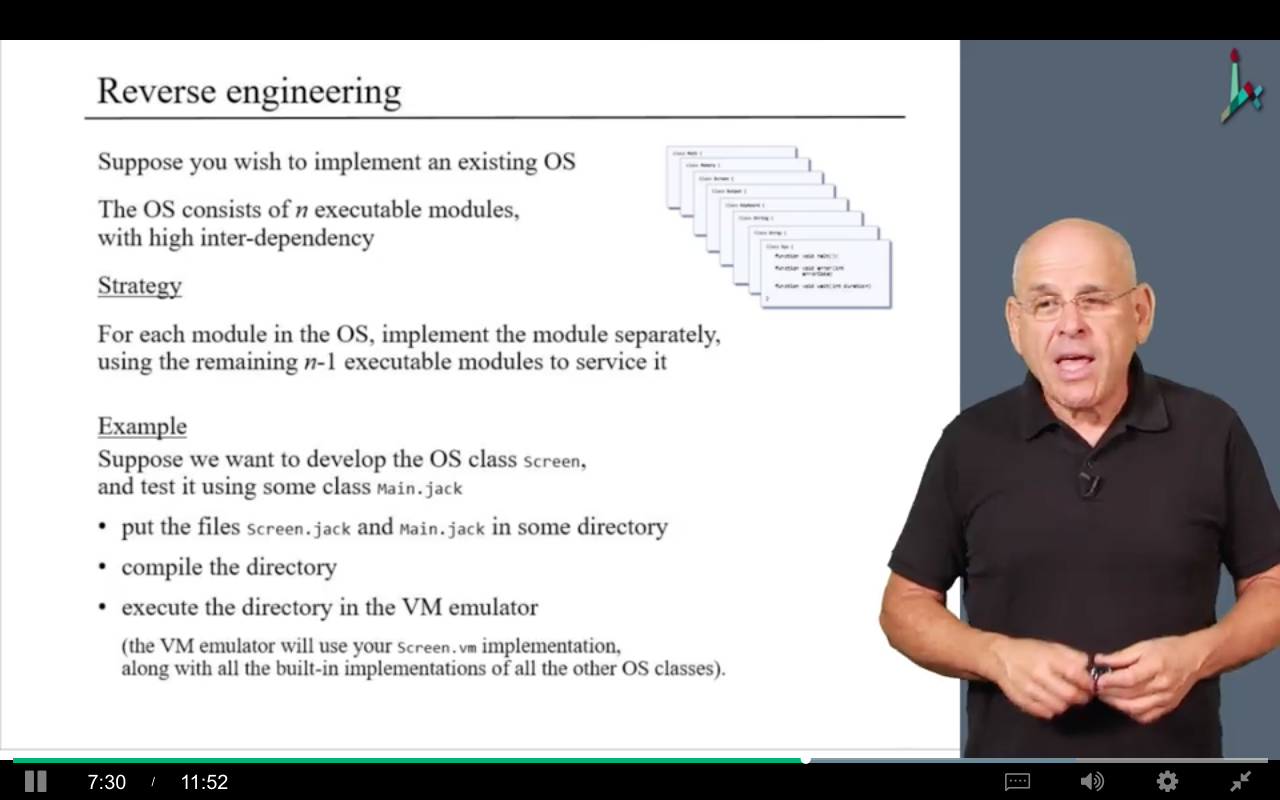 Reverse engineering
Suppose you wish to implement an existing OS
The OS consists of n executable modules,
with high inter-dependency
Strategy
For each module in the OS, implement the module separately,
using the remaining n-1 executable modules to service it
Example
Suppose we want to develop the OS class Screen,
and test it using some class Main.jack
• put the files Screen.jack and Main.jack in some directory
• compile the directory
• execute the directory in the VM emulator
(the VM emulator will use your Screen.vm implementation,
along with all the built-in implementations of all the other OS classes).
class Math {
class Memory {
class Screen {
class Output {
class Keyboard {
class String {
class Array {
class Sys {
function void halt();
function void error(int
errorCode)
function void wait(int duration)
}
7:30 / 11:52